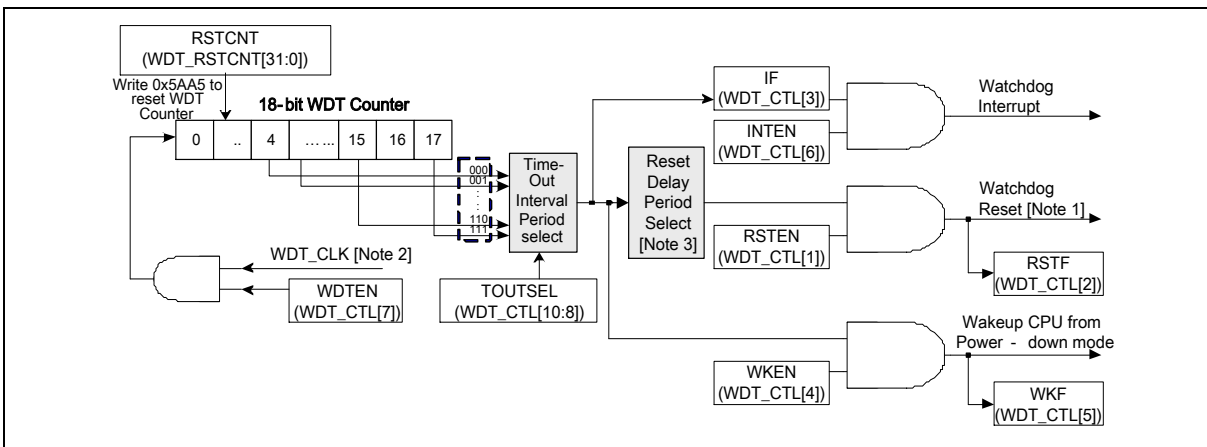 RSTCNT
(WDT_RSTCNT[31:0])
Write 0x5AA5 to
reset WDT
Counter
18-bit WDT Counter
0 .. 4 ...... 15 16 17
000
001
110
111
Time-
Out
Interval
Period
select
TOUTSEL
(WDT_CTL[10:8])
WDT_CLK [Note 2]
WDTEN
(WDT_CTL[7])
Reset
Delay
Period
Select
[Note 3]
IF
(WDT_CTL[3])
INTEN
(WDT_CTL[6])
Watchdog
Interrupt
RSTEN
(WDT_CTL[1])
Watchdog
Reset [Note 1]
RSTF
(WDT_CTL[2])
WKEN
(WDT_CTL[4])
Wakeup CPU from
Power - down mode
WKF
(WDT_CTL[5])